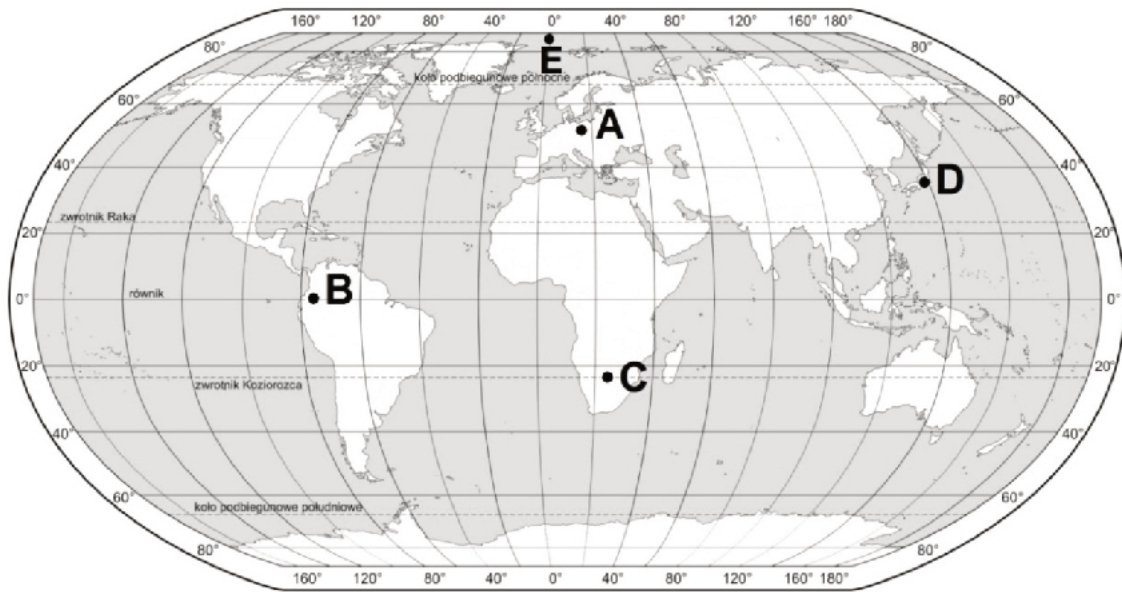 160° 120° 80° 40° 0° 40° 80° 120° 160° 180°
80° 80°
E
koło podbiegunowe północne
60° 60°
A
40° 40°
D
zwrotnik Raka
20° 20°
B
równik
0° 0°
20° 20°
C
zwrotnik Koziorożca
40° 40°
60° 60°
koło podbiegunowe południowe
80° 80°
160° 120° 80° 40° 0° 40° 80° 120° 160° 180°